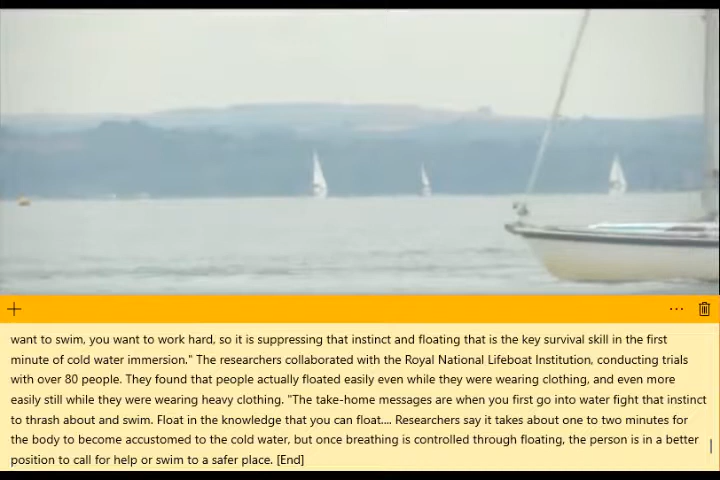 want to swim, you want to work hard, so it is suppressing that instinct and floating that is the key survival skill in the first
minute of cold water immersion." The researchers collaborated with the Royal National Lifeboat Institution, conducting trials
with over 80 people. They found that people actually floated easily even while they were wearing clothing, and even more
easily still while they were wearing heavy clothing. "The take-home messages are when you first go into water fight that instinct
to thrash about and swim. Float in the knowledge that you can float.... Researchers say it takes about one to two minutes for
the body to become accustomed to the cold water, but once breathing is controlled through floating, the person is in a better
position to call for help or swim to a safer place. [End]